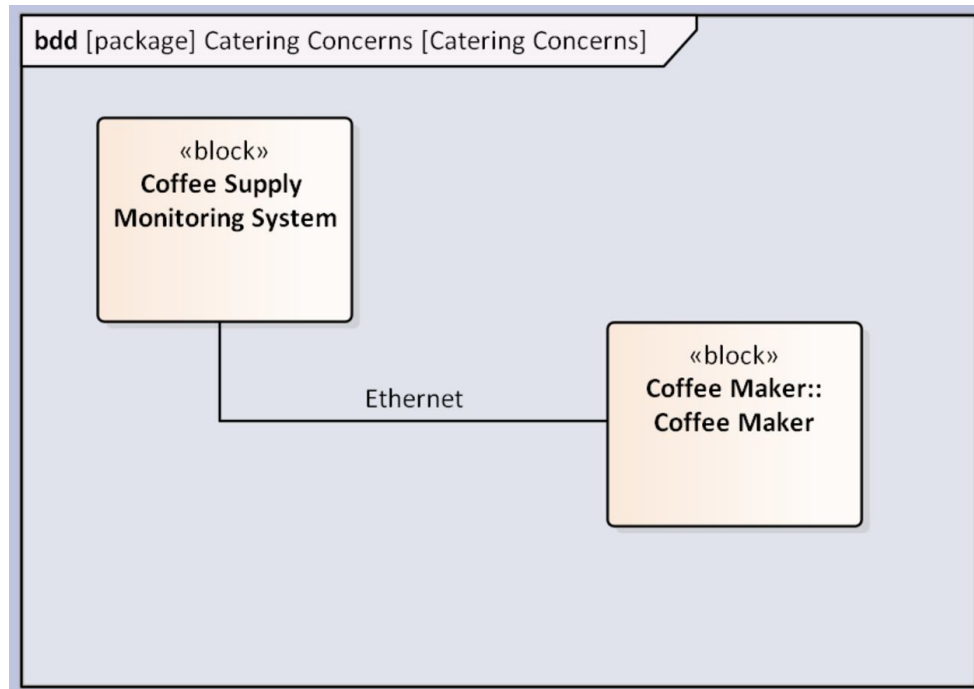 bdd [package] Catering Concerns [Catering Concerns]
«block»
Coffee Supply
Monitoring System
Ethernet
«block»
Coffee Maker::
Coffee Maker